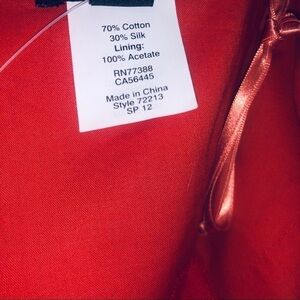 70% Cotton
30% Silk
Lining:
100% Acetate
RN77388
CA56445
Made in China
Style 72213
SP 12